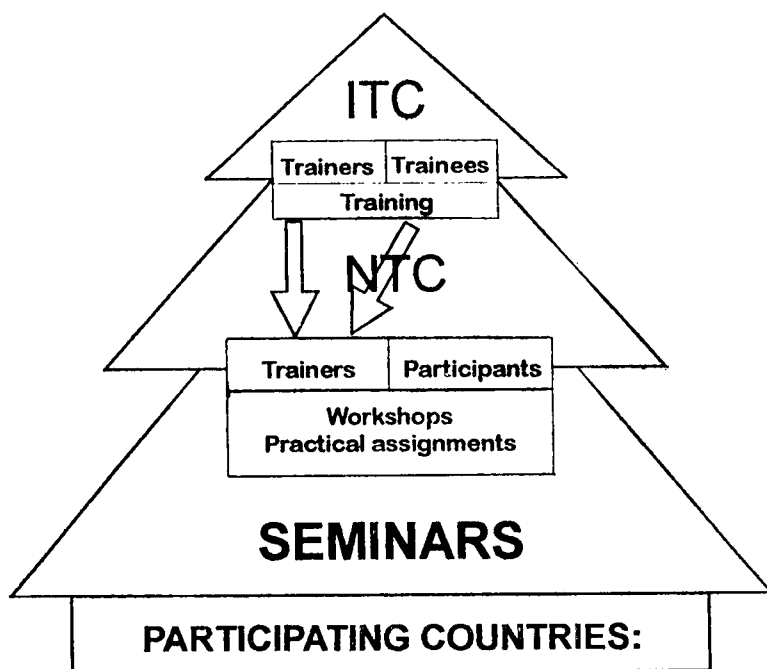 ITC
Trainers Trainees
Training
NTC
Trainers Participants
Workshops
Practical assignments
SEMINARS
PARTICIPATING COUNTRIES: